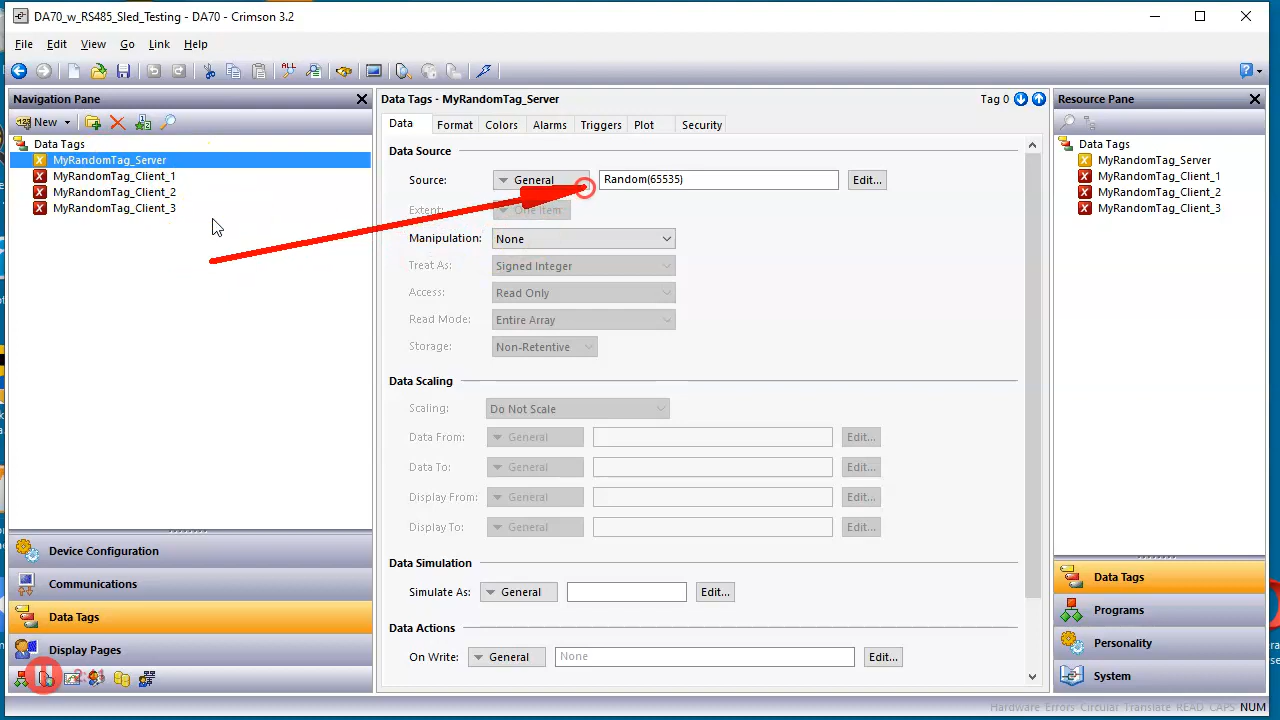 DA70_w_RS485_Sled_Testing - DA70 - Crimson 3.2
File Edit View Go Link Help
Navigation Pane
New
Data Tags
MyRandomTag_Server
MyRandomTag_Client_1
MyRandomTag_Client_2
MyRandomTag_Client_3
Device Configuration
Communications
Data Tags
Display Pages
Data Tags - MyRandomTag_Server
Tag 0
Data Format Colors Alarms Triggers Plot Security
Data Source
Source: General Random(65535) Edit...
Extent: One Item
Manipulation: None
Treat As: Signed Integer
Access: Read Only
Read Mode: Entire Array
Storage: Non-Retentive
Data Scaling
Scaling: Do Not Scale
Data From: General Edit...
Data To: General Edit...
Display From: General Edit...
Display To: General Edit...
Data Simulation
Simulate As: General Edit...
Data Actions
On Write: General None Edit...
Resource Pane
Data Tags
MyRandomTag_Server
MyRandomTag_Client_1
MyRandomTag_Client_2
MyRandomTag_Client_3
Data Tags
Programs
Personality
System
Hardware Errors Circular Translate READ CAPS NUM